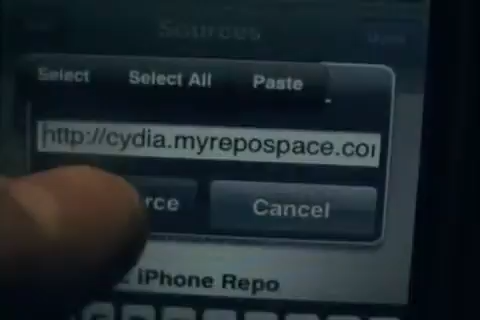 Sources
Select Select All Paste
http://cydia.myrepospace.co
rce Cancel
iPhone Repo